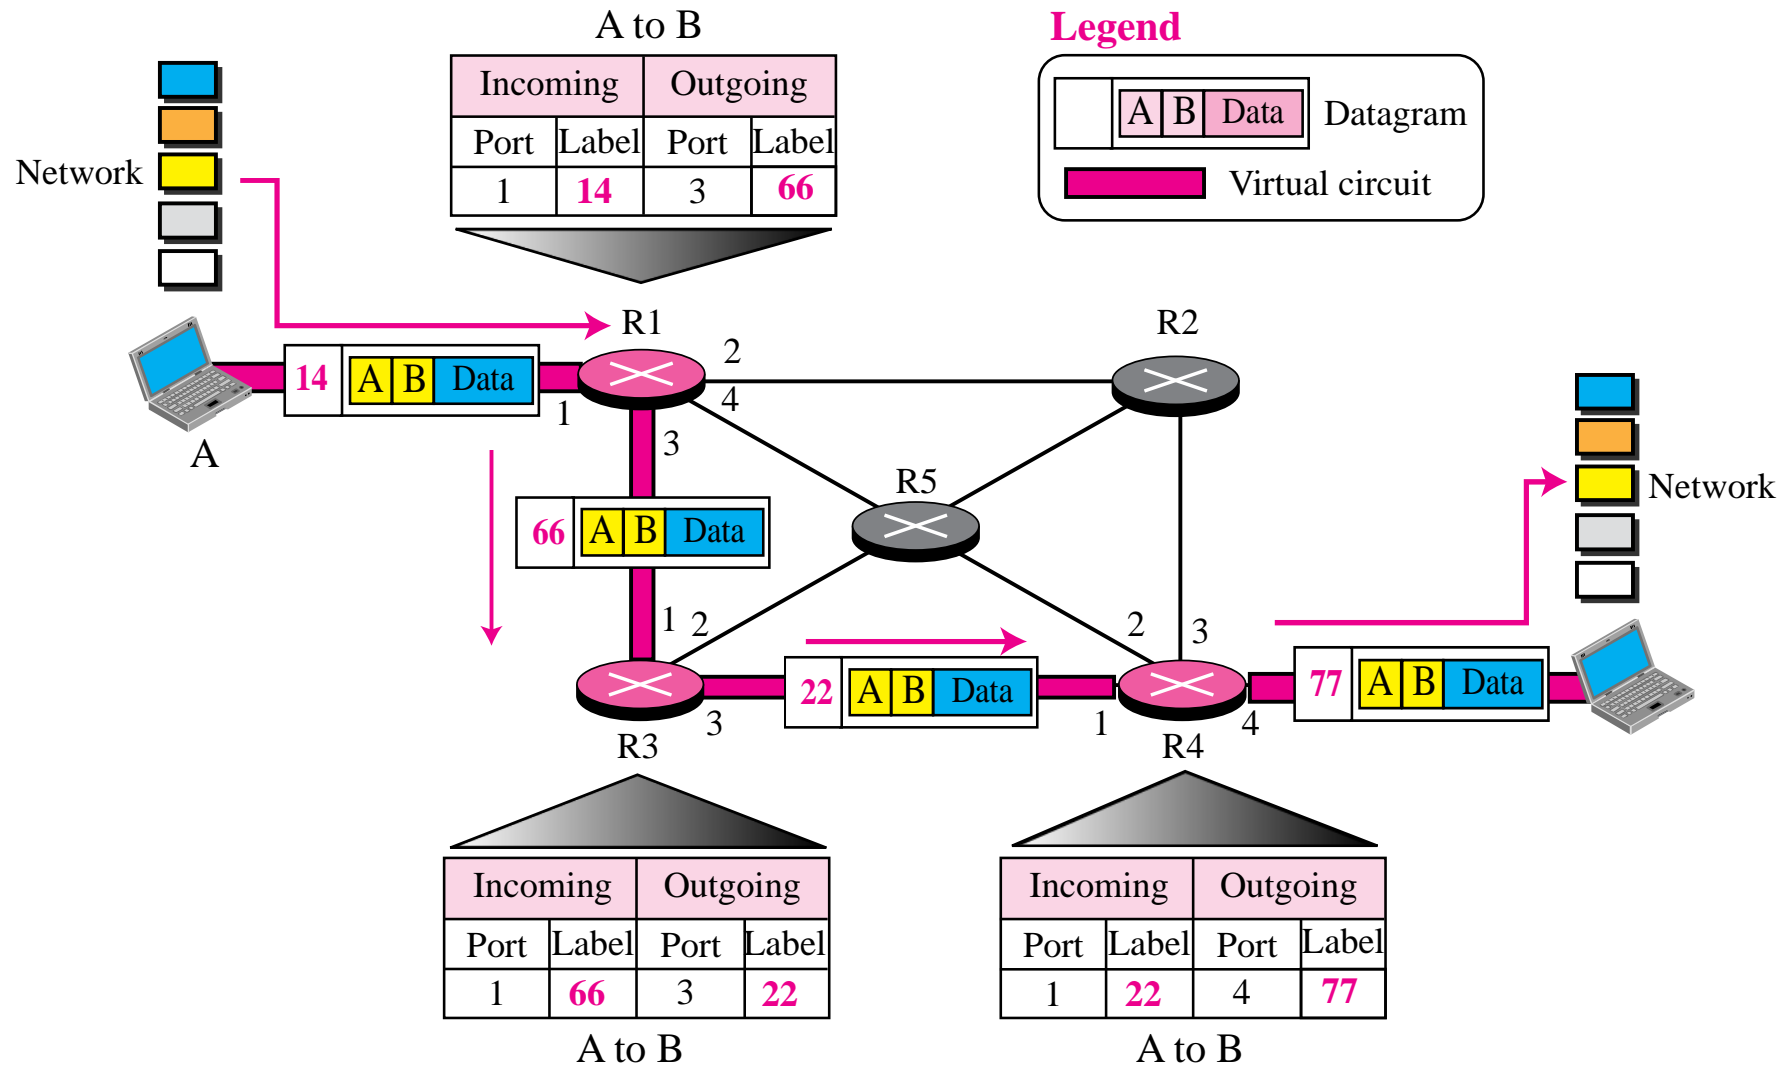 A to B
Incoming Outgoing
Port Label Port Label
1 14 3 66
Legend
A B Data Datagram
Virtual circuit
Network
R1
R2
14 A B Data
1
2
4
3
A
R5
Network
66 A B Data
1
2
2
3
22 A B Data
77 A B Data
3
1
4
R3
R4
Incoming Outgoing
Port Label Port Label
1 66 3 22
A to B
Incoming Outgoing
Port Label Port Label
1 22 4 77
A to B